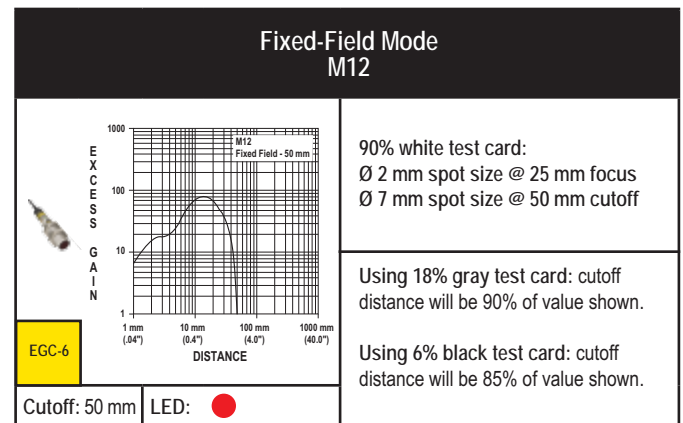 Fixed-Field Mode
M12
EXCESS GAIN
1000
100
10
1
M12
Fixed Field - 50 mm
1 mm 10 mm 100 mm 1000 mm
(.04") (0.4") (4.0") (40.0")
DISTANCE
EGC-6
Cutoff: 50 mm
LED:
90% white test card:
Ø 2 mm spot size @ 25 mm focus
Ø 7 mm spot size @ 50 mm cutoff
Using 18% gray test card: cutoff
distance will be 90% of value shown.
Using 6% black test card: cutoff
distance will be 85% of value shown.